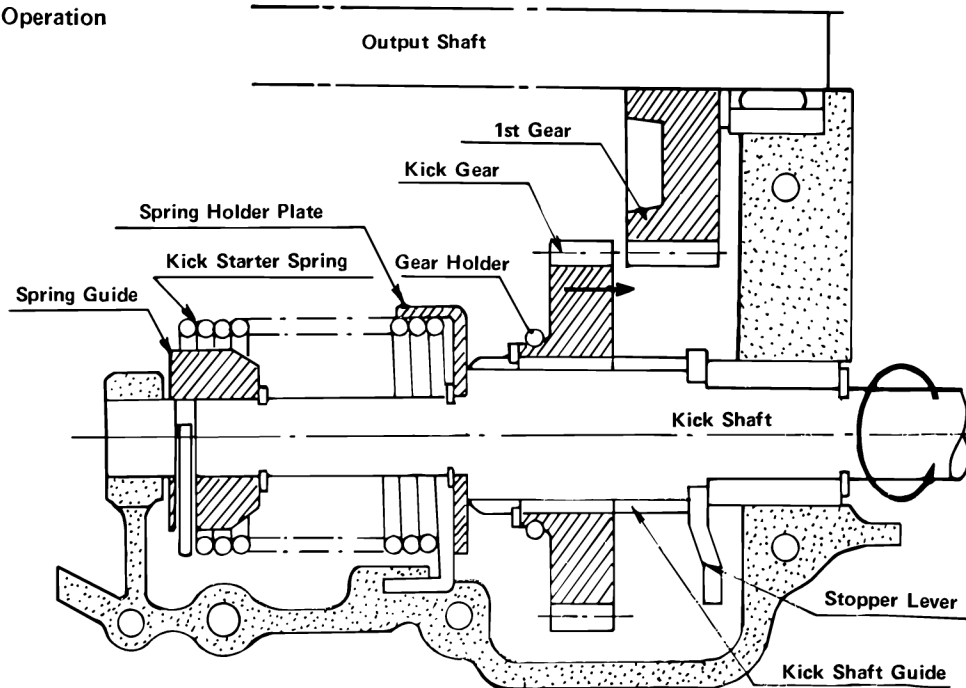 Operation
Output Shaft
1st Gear
Kick Gear
Spring Holder Plate
Kick Starter Spring
Gear Holder
Spring Guide
Kick Shaft
Stopper Lever
Kick Shaft Guide